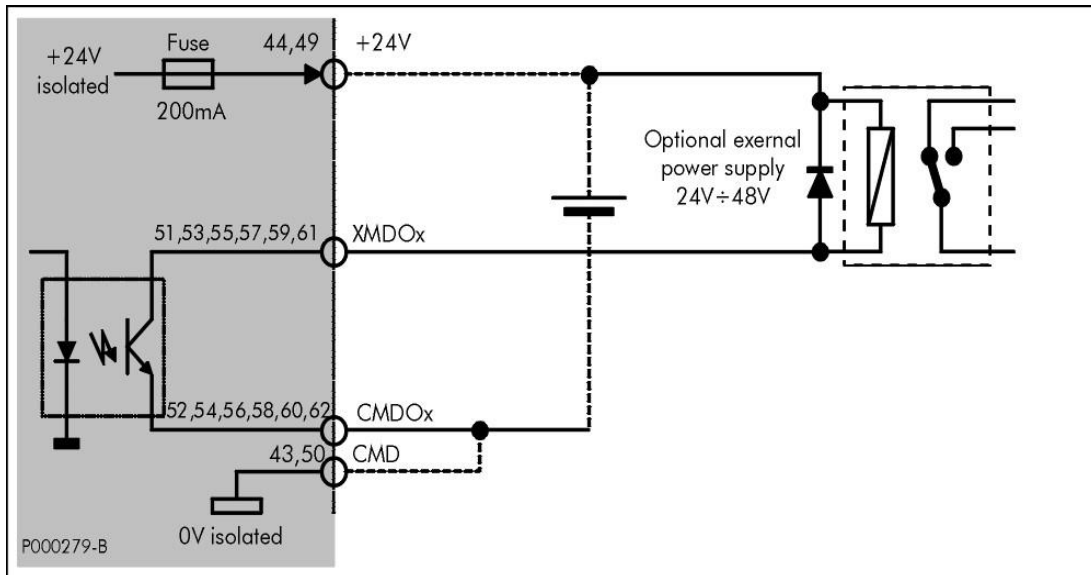 Fuse
44,49
+24V
+24V
isolated
200mA
Optional exernal
power supply
24V÷48V
51,53,55,57,59,61
XMDOx
52,54,56,58,60,62
CMDOx
43,50
CMD
0V isolated
P000279-B